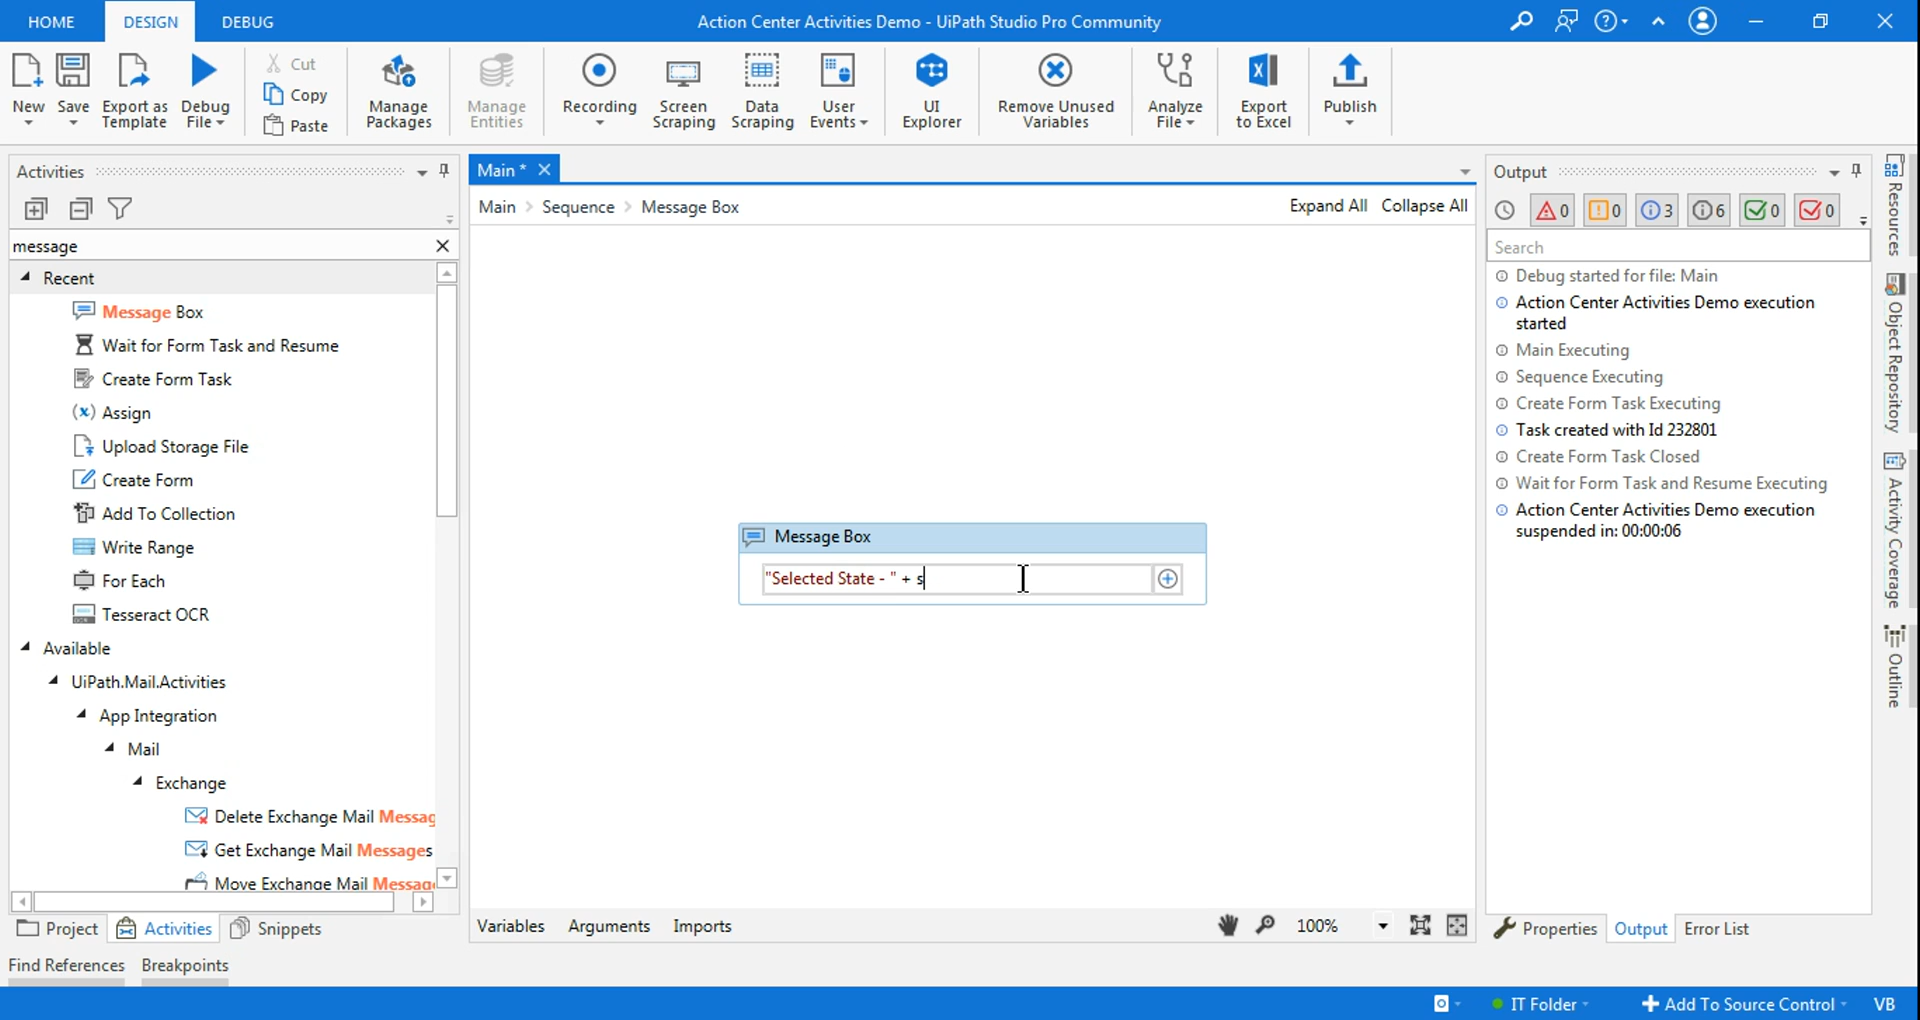 HOME DESIGN DEBUG Action Center Activities Demo - UiPath Studio Pro Community
New Save Export as Template Debug File Cut Copy Paste Manage Packages Manage Entities Recording Screen Scraping Data Scraping User Events UI Explorer Remove Unused Variables Analyze File Export to Excel Publish
Activities
message
Recent
Message Box
Wait for Form Task and Resume
Create Form Task
(x) Assign
Upload Storage File
Create Form
Add To Collection
Write Range
For Each
Tesseract OCR
Available
UiPath.Mail.Activities
App Integration
Mail
Exchange
Delete Exchange Mail Messag
Get Exchange Mail Messages
Move Exchange Mail Messag
Project Activities Snippets
Find References Breakpoints
Main *
Main Sequence Message Box Expand All Collapse All
Message Box
"Selected State - " + s
Variables Arguments Imports 100%
Output
0 0 3 6 0 0
Search
Debug started for file: Main
Action Center Activities Demo execution
started
Main Executing
Sequence Executing
Create Form Task Executing
Task created with Id 232801
Create Form Task Closed
Wait for Form Task and Resume Executing
Action Center Activities Demo execution
suspended in: 00:00:06
Properties Output Error List
Resources
Object Repository
Activity Coverage
Outline
IT Folder Add To Source Control VB